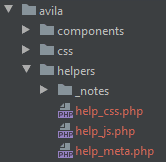 avila
components
css
helpers
_notes
help_css.php
help_js.php
help_meta.php